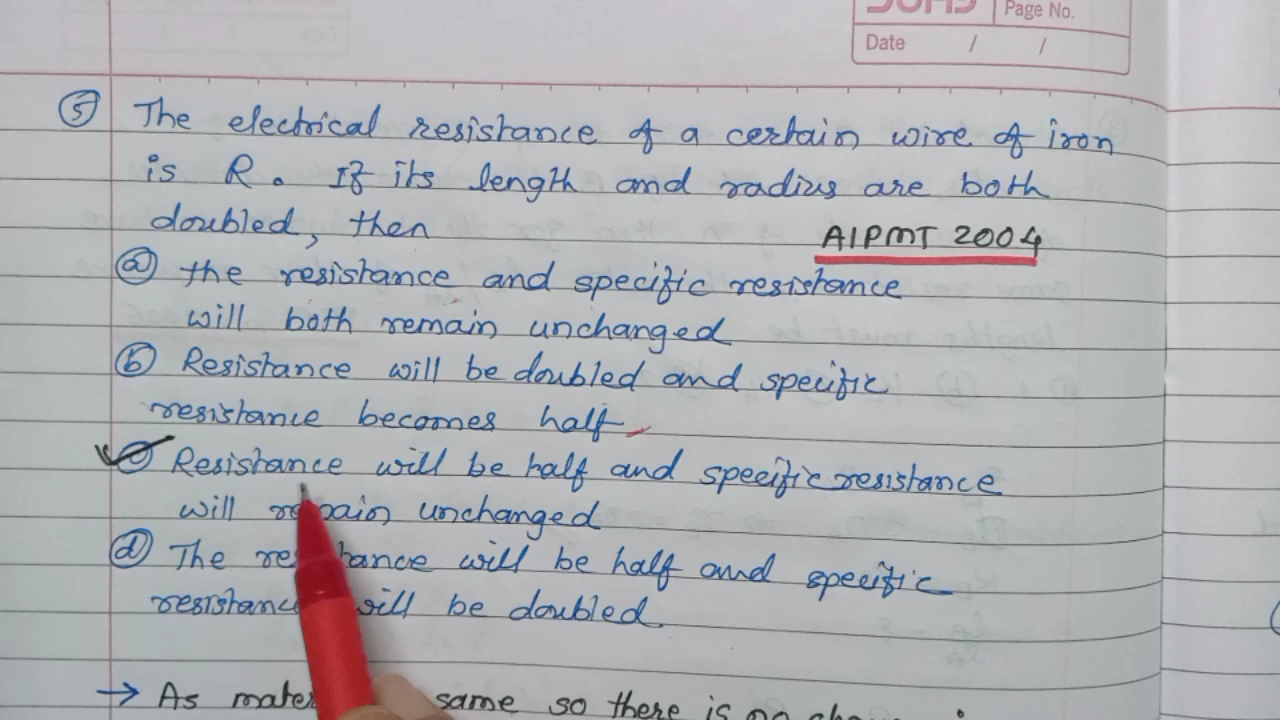 Page No.
Date / /
⑤ The electrical resistance of a certain wire of iron
is R. If its length and radius are both
doubled, then
AIPMT 2004
ⓐ the resistance and specific resistance
will both remain unchanged
ⓑ Resistance will be doubled and specific
resistance becomes half
Resistance will be half and specific resistance
will unchanged
ⓓ The will be half and specific
will be doubled.
→ As same so there is no